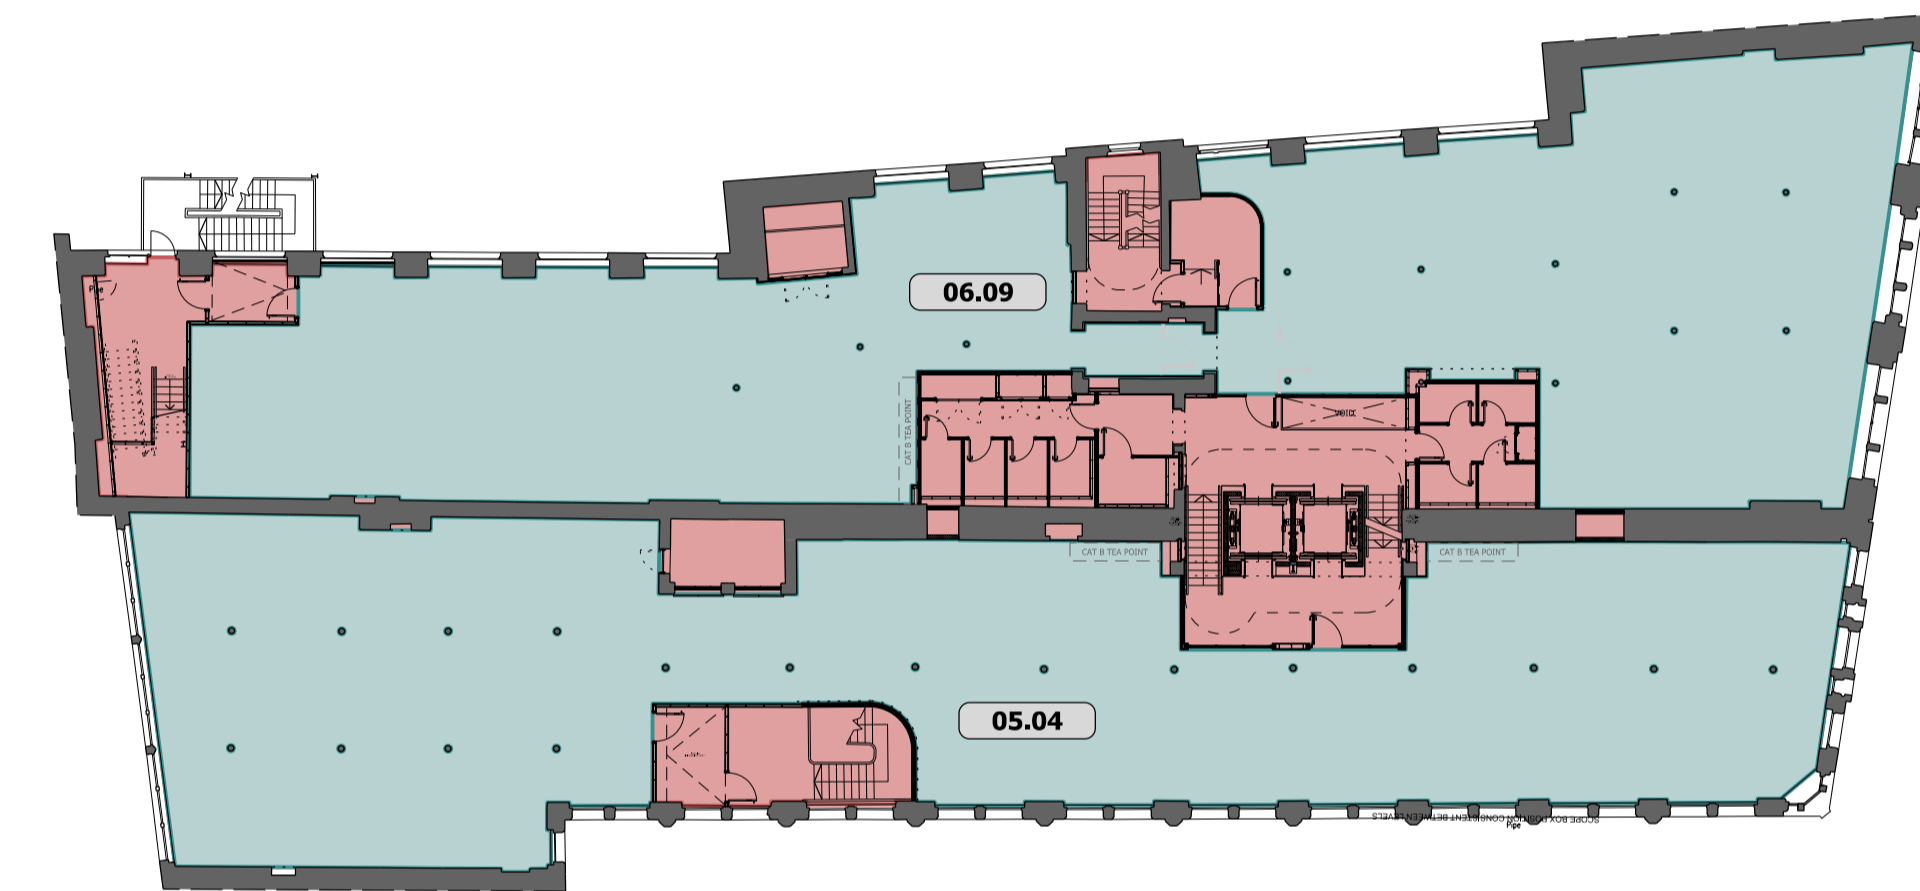 Pipe
06.09
VOID
CAT B TEA POINT
CAT B TEA POINT
CAT B TEA POINT
05.04
SCOPE BOX POSITION CONSISTENT BETWEEN LEVELS
Pipe